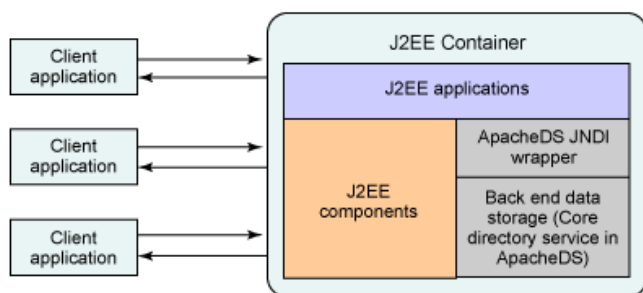 Client
application
Client
application
Client
application
J2EE Container
J2EE applications
J2EE
components
ApacheDS JNDI
wrapper
Back end data
storage (Core
directory service in
ApacheDS)